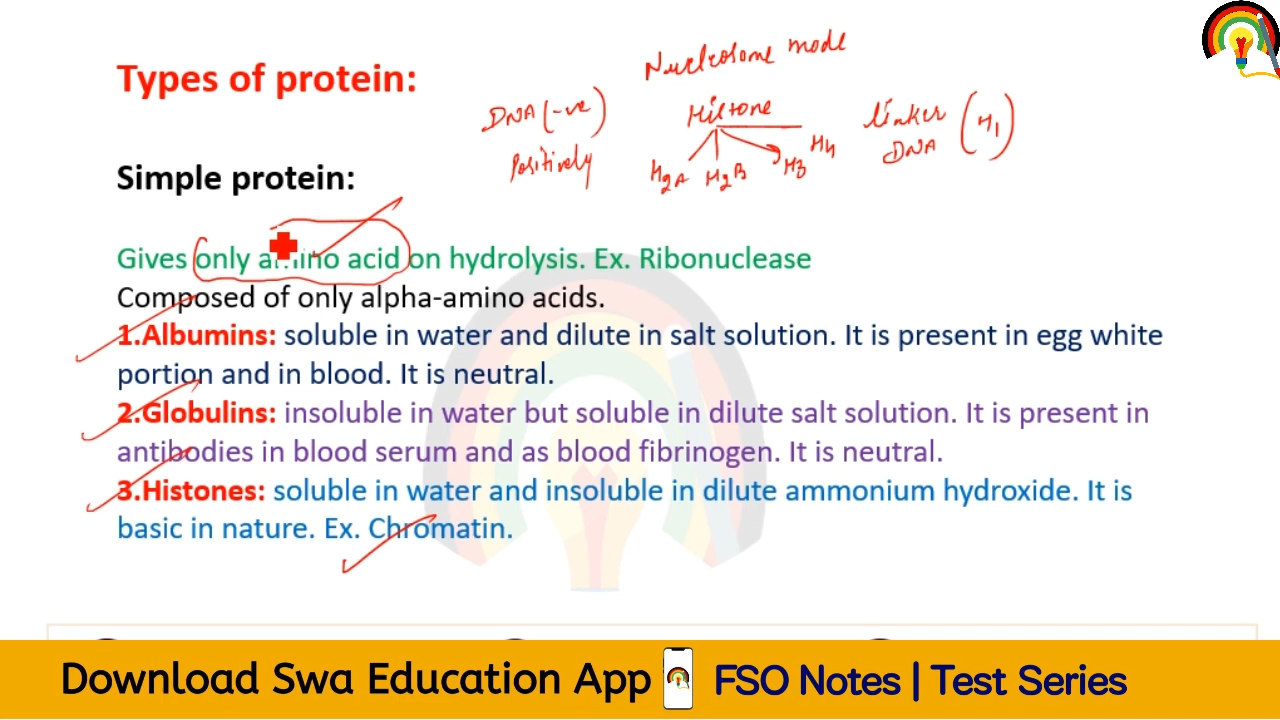 Types of protein:
Nucleosome mode
DNA (-ve)
Positively
Histone
H2A H2B H3 H4
linker (H1)
DNA
Simple protein:
Gives only amino acid on hydrolysis. Ex. Ribonuclease
Composed of only alpha-amino acids.
1.Albumins: soluble in water and dilute in salt solution. It is present in egg white
portion and in blood. It is neutral.
2.Globulins: insoluble in water but soluble in dilute salt solution. It is present in
antibodies in blood serum and as blood fibrinogen. It is neutral.
3.Histones: soluble in water and insoluble in dilute ammonium hydroxide. It is
basic in nature. Ex. Chromatin.
Download Swa Education App FSO Notes | Test Series